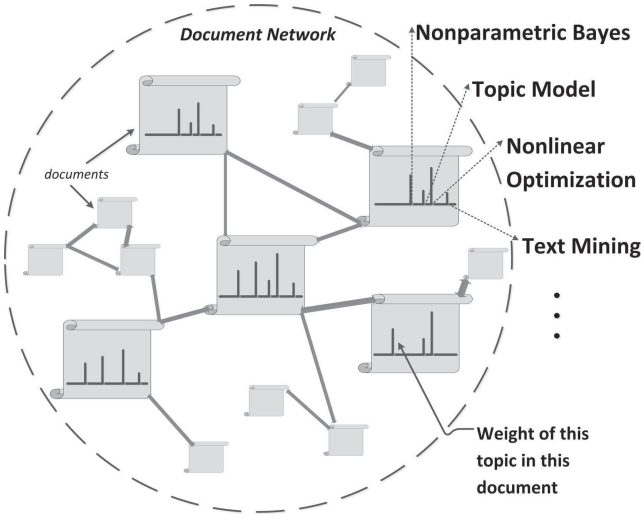 Document Network
Nonparametric Bayes
Topic Model
Nonlinear
Optimization
documents
Text Mining
Weight of this
topic in this
document